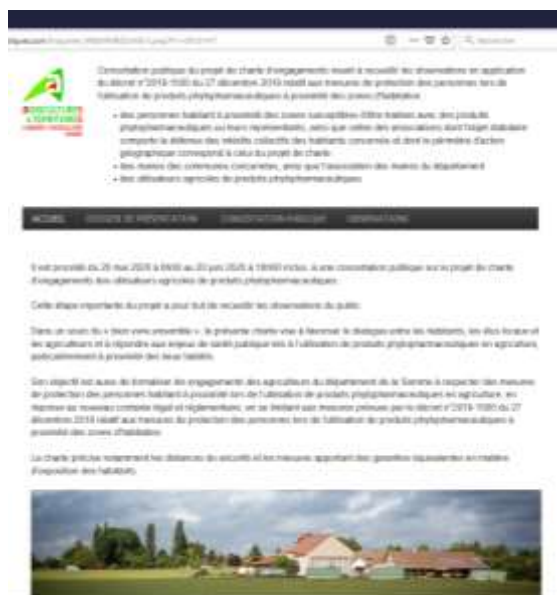 AGRICULTURES
& TERRITOIRES
Consultation publique du projet de charte d'engagements visant à recueillir les observations en application
du décret n°2019-1500 du 27 décembre 2019 relatif aux mesures de protection des personnes lors de
l'utilisation de produits phytopharmaceutiques à proximité des zones d'habitation
des personnes habitant à proximité des zones susceptibles d'être traitées avec des produits
phytopharmaceutiques ou leurs représentants, ainsi que celles des associations dont l'objet statutaire
comporte la défense des intérêts collectifs des habitants concernés et dont le périmètre d'action
géographique correspond à celui du projet de charte
des maires des communes concernées, ainsi que l'association des maires du département
des utilisateurs agricoles de produits phytopharmaceutiques
ACCUEIL DOSSIER DE PRÉSENTATION CONCERTATION PUBLIQUE OBSERVATIONS
Il est procédé du 20 mai 2020 à au 20 juin 2020 à inclus, à une consultation publique sur le projet de charte
d'engagements des utilisateurs agricoles de produits phytopharmaceutiques.
Cette étape importante du projet a pour but de recueillir les observations du public.
Dans un souci du « bien vivre ensemble », la présente charte vise à favoriser le dialogue entre les habitants, les élus locaux et
les agriculteurs et à répondre aux enjeux de santé publique liés à l'utilisation de produits phytopharmaceutiques en agriculture,
particulièrement à proximité des lieux habités.
Son objectif est aussi de formaliser les engagements des agriculteurs du département de la Somme à respecter des mesures
de protection des personnes habitant à proximité lors de l'utilisation de produits phytopharmaceutiques en agriculture, en
réponse au nouveau contexte légal et réglementaire, en se limitant aux mesures prévues par le décret n°2019-1500 du 27
décembre 2019 relatif aux mesures de protection des personnes lors de l'utilisation de produits phytopharmaceutiques à
proximité des zones d'habitation.
La charte précise notamment les distances de sécurité et les mesures apportant des garanties équivalentes en matière
d'exposition des habitants.